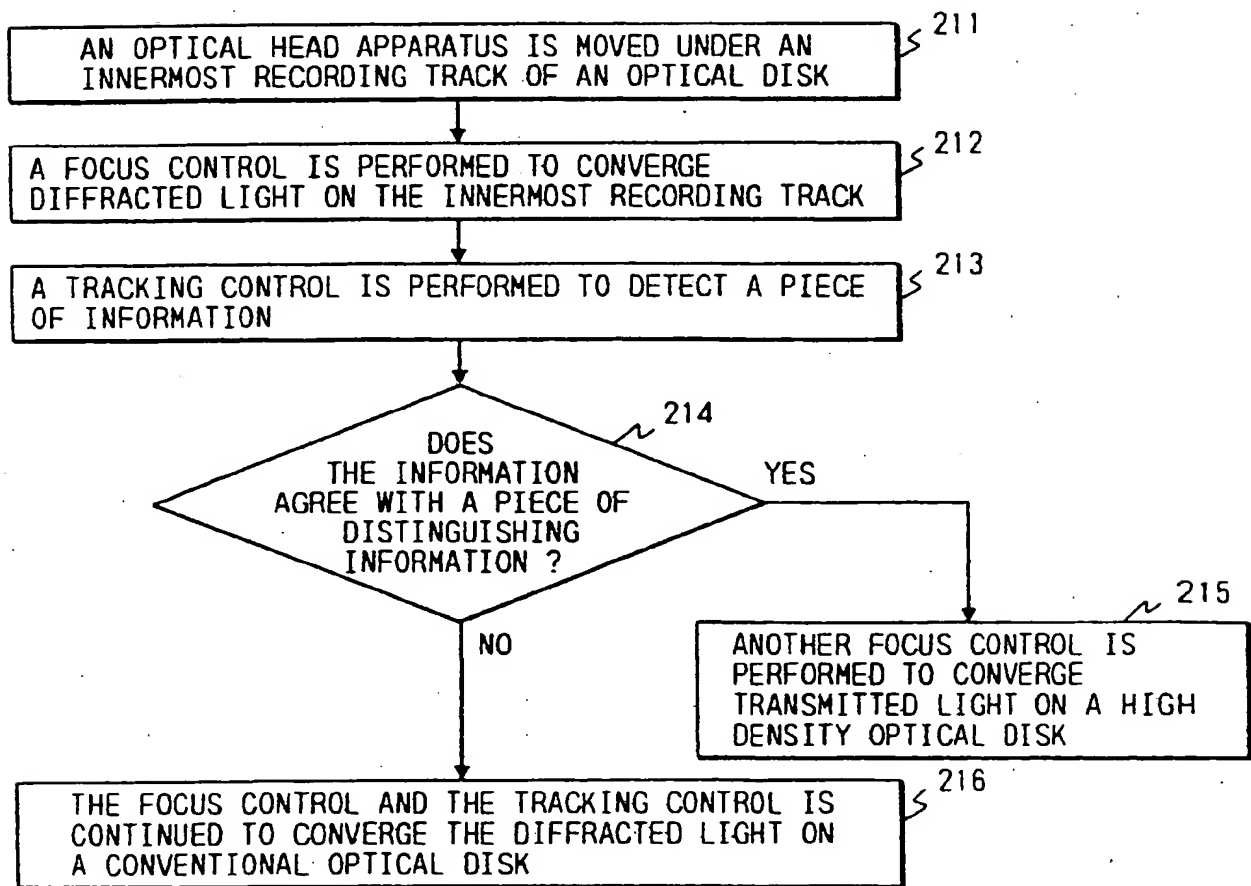 AN OPTICAL HEAD APPARATUS IS MOVED UNDER AN
INNERMOST RECORDING TRACK OF AN OPTICAL DISK
211
A FOCUS CONTROL IS PERFORMED TO CONVERGE
DIFFRACTED LIGHT ON THE INNERMOST RECORDING TRACK
212
A TRACKING CONTROL IS PERFORMED TO DETECT A PIECE
OF INFORMATION
213
214
DOES
THE INFORMATION
AGREE WITH A PIECE OF
DISTINGUISHING
INFORMATION ?
YES
NO
215
ANOTHER FOCUS CONTROL IS
PERFORMED TO CONVERGE
TRANSMITTED LIGHT ON A HIGH
DENSITY OPTICAL DISK
216
THE FOCUS CONTROL AND THE TRACKING CONTROL IS
CONTINUED TO CONVERGE THE DIFFRACTED LIGHT ON
A CONVENTIONAL OPTICAL DISK